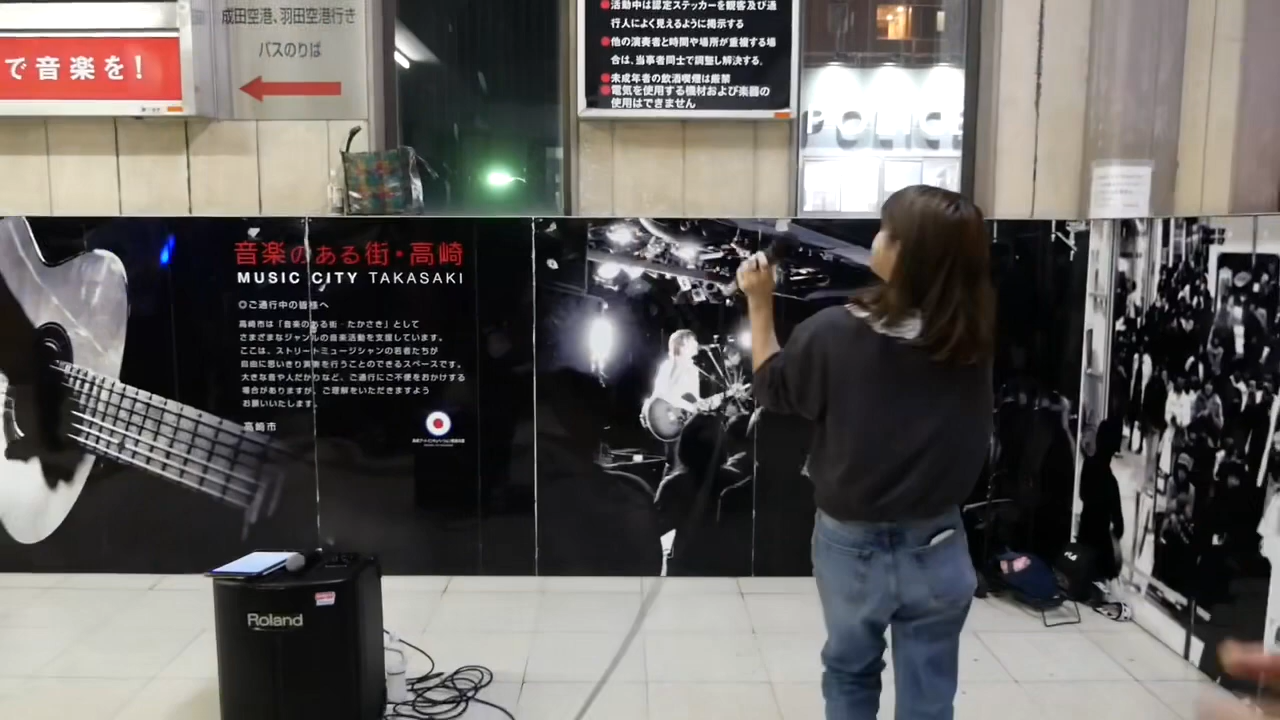 で音楽を!
成田空港、羽田空港行き
バスのりば
●活動中は認定ステッカーを観客及び通
行人によく見えるように掲示する
●他の演奏者と時間や場所が重複する場
合は、当事者同士で調整し解決する。
●未成年者の飲酒喫煙は厳禁
●電気を使用する機材および楽器の
使用はできません
POLICE
音楽のある街・高崎
MUSIC CITY TAKASAKI
◎ご通行中の皆様へ
高崎市は「音楽のある街 たかさき」として
さまざまなジャンルの音楽活動を支援しています。
ここは、ストリートミュージシャンの若者たちが
自由に思いきり演奏を行うことのできるスペースです。
大きな音や人だかりなど、ご通行にご不便をおかけする
場合がありますが、ご理解をいただきますよう
お願いいたします。
高崎市
Roland